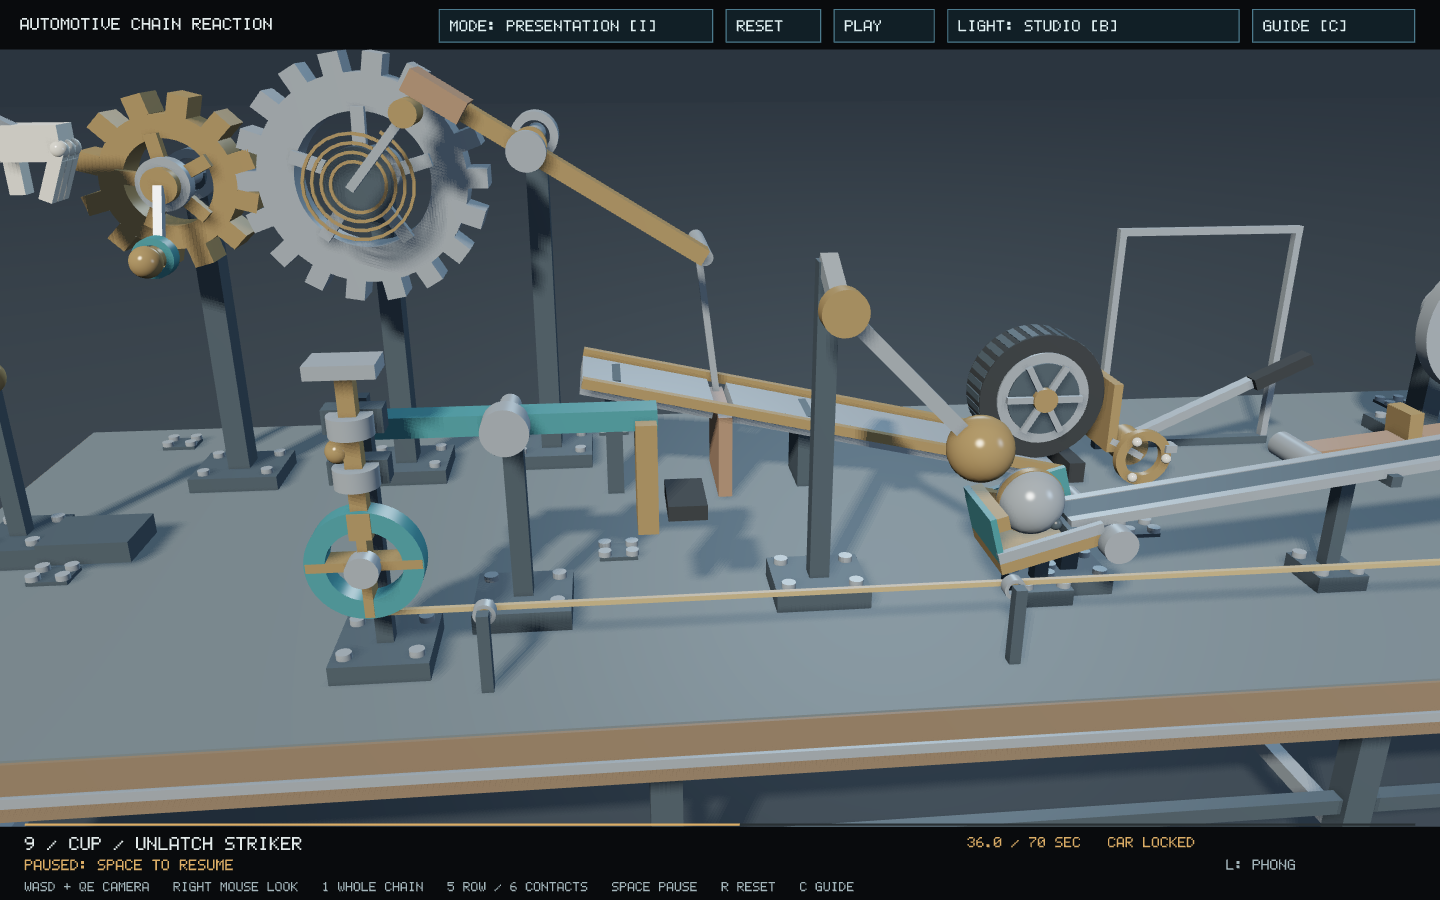 AUTOMOTIVE CHAIN REACTION
MODE: PRESENTATION [I]
RESET
PLAY
LIGHT: STUDIO [B]
GUIDE [C]
9 / CUP / UNLATCH STRIKER
36.0 / 70 SEC
CAR LOCKED
PAUSED: SPACE TO RESUME
L: PHONG
WASD + QE CAMERA
RIGHT MOUSE LOOK
1 WHOLE CHAIN
5 ROW / 6 CONTACTS
SPACE PAUSE
R RESET
C GUIDE